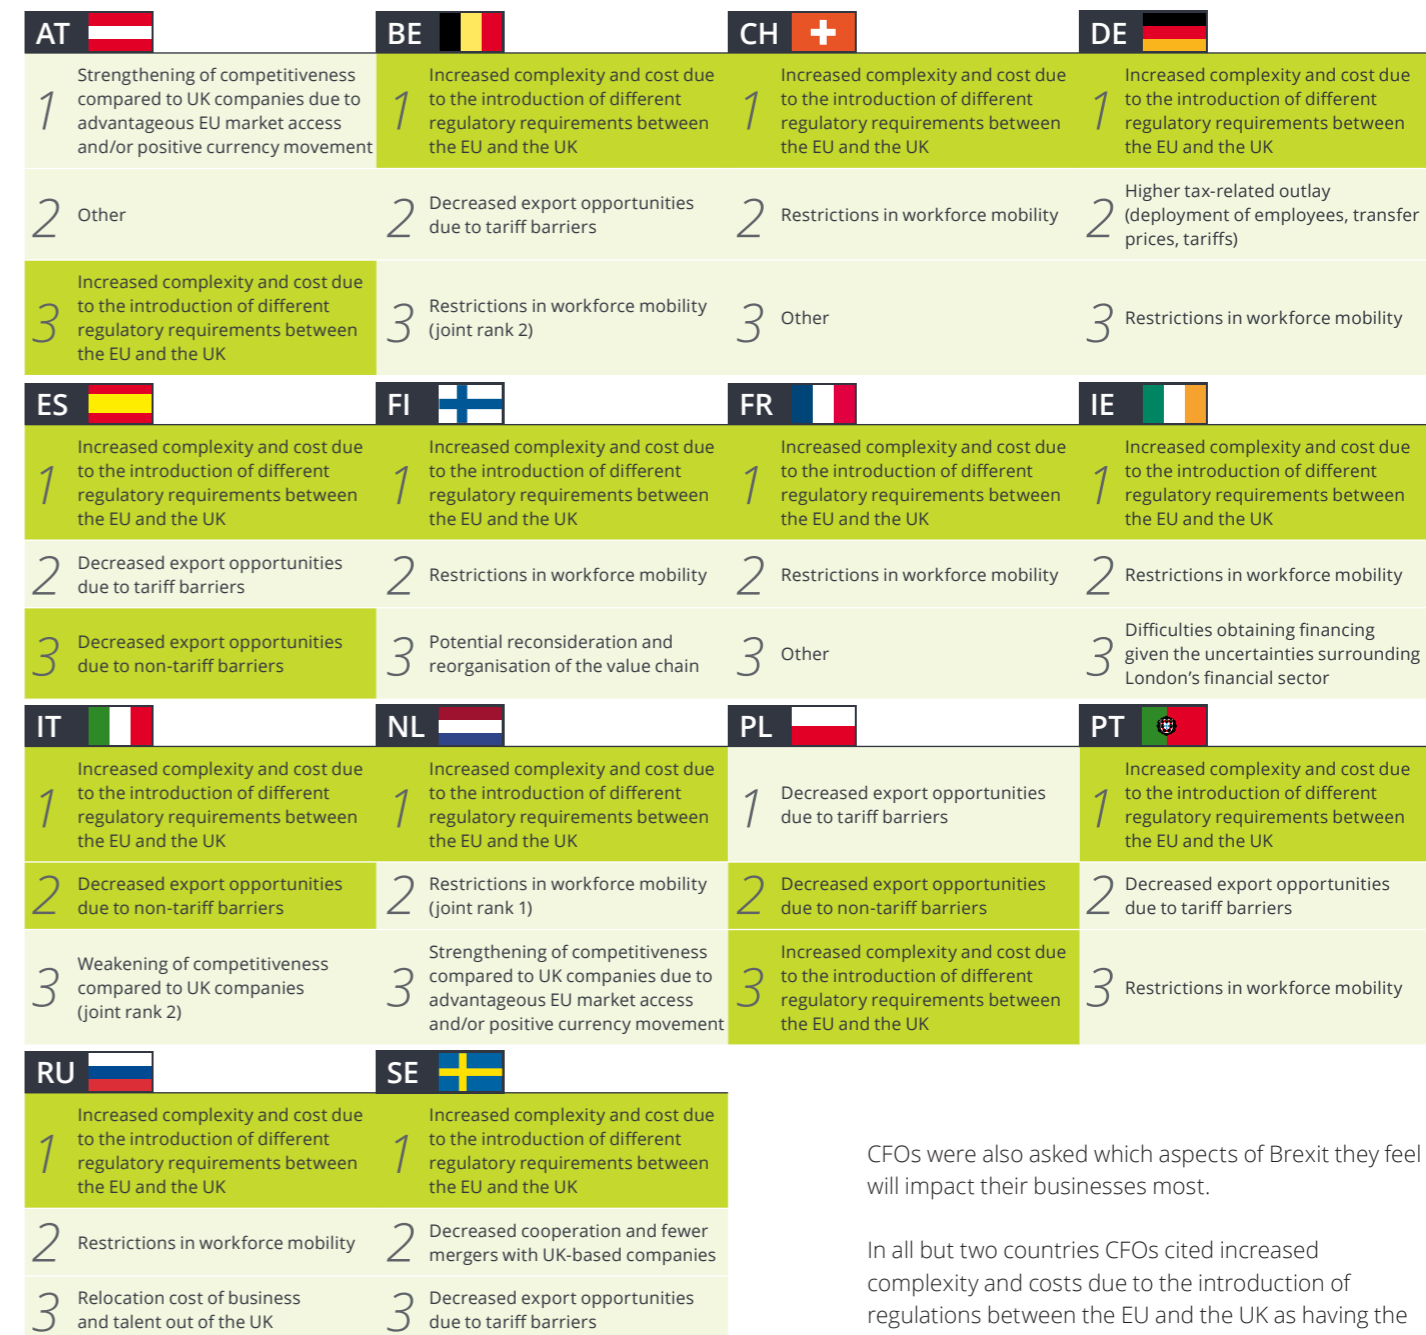 AT
1
Strengthening of competitiveness
compared to UK companies due to
advantageous EU market access
and/or positive currency movement
2
Other
3
Increased complexity and cost due
to the introduction of different
regulatory requirements between
the EU and the UK
BE
1
Increased complexity and cost due
to the introduction of different
regulatory requirements between
the EU and the UK
2
Decreased export opportunities
due to tariff barriers
3
Restrictions in workforce mobility
(joint rank 2)
CH
1
Increased complexity and cost due
to the introduction of different
regulatory requirements between
the EU and the UK
2
Restrictions in workforce mobility
3
Other
DE
1
Increased complexity and cost due
to the introduction of different
regulatory requirements between
the EU and the UK
2
Higher tax-related outlay
(deployment of employees, transfer
prices, tariffs)
3
Restrictions in workforce mobility
ES
1
Increased complexity and cost due
to the introduction of different
regulatory requirements between
the EU and the UK
2
Decreased export opportunities
due to tariff barriers
3
Decreased export opportunities
due to non-tariff barriers
FI
1
Increased complexity and cost due
to the introduction of different
regulatory requirements between
the EU and the UK
2
Restrictions in workforce mobility
3
Potential reconsideration and
reorganisation of the value chain
FR
1
Increased complexity and cost due
to the introduction of different
regulatory requirements between
the EU and the UK
2
Restrictions in workforce mobility
3
Other
IE
1
Increased complexity and cost due
to the introduction of different
regulatory requirements between
the EU and the UK
2
Restrictions in workforce mobility
3
Difficulties obtaining financing
given the uncertainties surrounding
London’s financial sector
IT
1
Increased complexity and cost due
to the introduction of different
regulatory requirements between
the EU and the UK
2
Decreased export opportunities
due to non-tariff barriers
3
Weakening of competitiveness
compared to UK companies
(joint rank 2)
NL
1
Increased complexity and cost due
to the introduction of different
regulatory requirements between
the EU and the UK
2
Restrictions in workforce mobility
(joint rank 1)
3
Strengthening of competitiveness
compared to UK companies due to
advantageous EU market access
and/or positive currency movement
PL
1
Decreased export opportunities
due to tariff barriers
2
Decreased export opportunities
due to non-tariff barriers
3
Increased complexity and cost due
to the introduction of different
regulatory requirements between
the EU and the UK
PT
1
Increased complexity and cost due
to the introduction of different
regulatory requirements between
the EU and the UK
2
Decreased export opportunities
due to tariff barriers
3
Restrictions in workforce mobility
RU
1
Increased complexity and cost due
to the introduction of different
regulatory requirements between
the EU and the UK
2
Restrictions in workforce mobility
3
Relocation cost of business
and talent out of the UK
SE
1
Increased complexity and cost due
to the introduction of different
regulatory requirements between
the EU and the UK
2
Decreased cooperation and fewer
mergers with UK-based companies
3
Decreased export opportunities
due to tariff barriers
CFOs were also asked which aspects of Brexit they feel
will impact their businesses most.
In all but two countries CFOs cited increased
complexity and costs due to the introduction of
regulations between the EU and the UK as having the